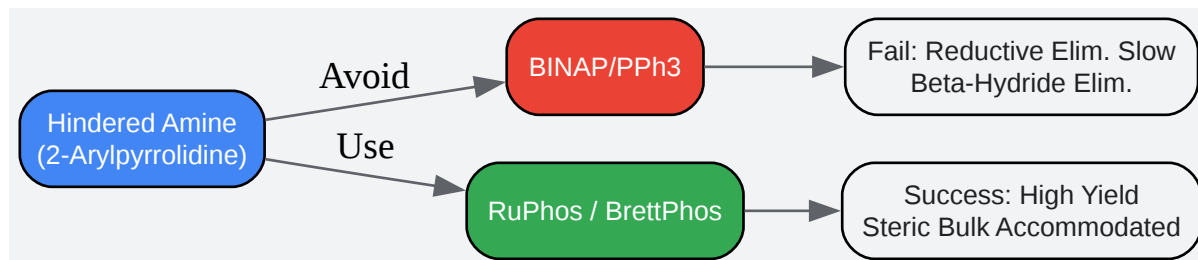 Hindered Amine
(2-Arylpyrrolidine)
Avoid
BINAP/PPh3
Fail: Reductive Elim. Slow
Beta-Hydride Elim.
Use
RuPhos / BrettPhos
Success: High Yield
Steric Bulk Accommodated